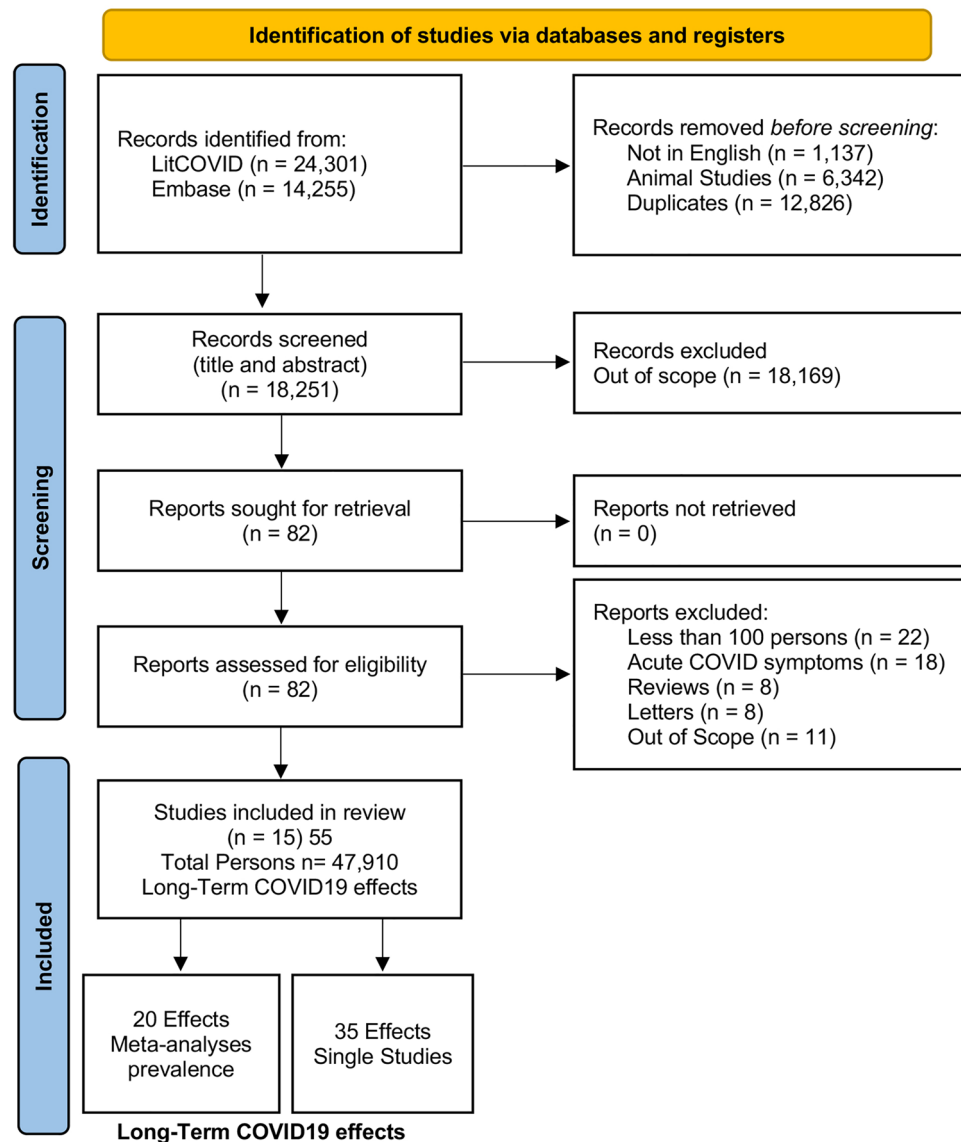 Identification of studies via databases and registers
Identification
Records identified from:
LitCOVID (n = 24,301)
Embase (n = 14,255)
Records removed before screening:
Not in English (n = 1,137)
Animal Studies (n = 6,342)
Duplicates (n = 12,826)
Screening
Records screened
(title and abstract)
(n = 18,251)
Records excluded
Out of scope (n = 18,169)
Reports sought for retrieval
(n = 82)
Reports not retrieved
(n = 0)
Reports assessed for eligibility
(n = 82)
Reports excluded:
Less than 100 persons (n = 22)
Acute COVID symptoms (n = 18)
Reviews (n = 8)
Letters (n = 8)
Out of Scope (n = 11)
Included
Studies included in review
(n = 15) 55
Total Persons n= 47,910
Long-Term COVID19 effects
20 Effects
Meta-analyses
prevalence
35 Effects
Single Studies
Long-Term COVID19 effects